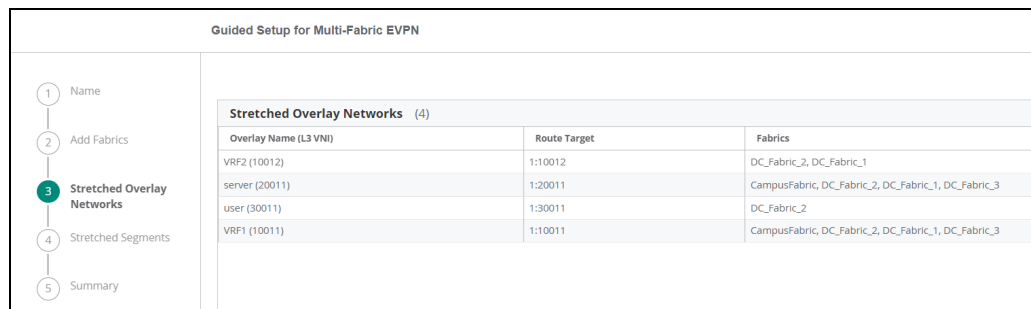 Guided Setup for Multi-Fabric EVPN
1 Name
2 Add Fabrics
3 Stretched Overlay
Networks
4 Stretched Segments
5 Summary
Stretched Overlay Networks (4)
Overlay Name (L3 VNI) Route Target Fabrics
VRF2 (10012) 1:10012 DC_Fabric_2, DC_Fabric_1
server (20011) 1:20011 CampusFabric, DC_Fabric_2, DC_Fabric_1, DC_Fabric_3
user (30011) 1:30011 DC_Fabric_2
VRF1 (10011) 1:10011 CampusFabric, DC_Fabric_2, DC_Fabric_1, DC_Fabric_3